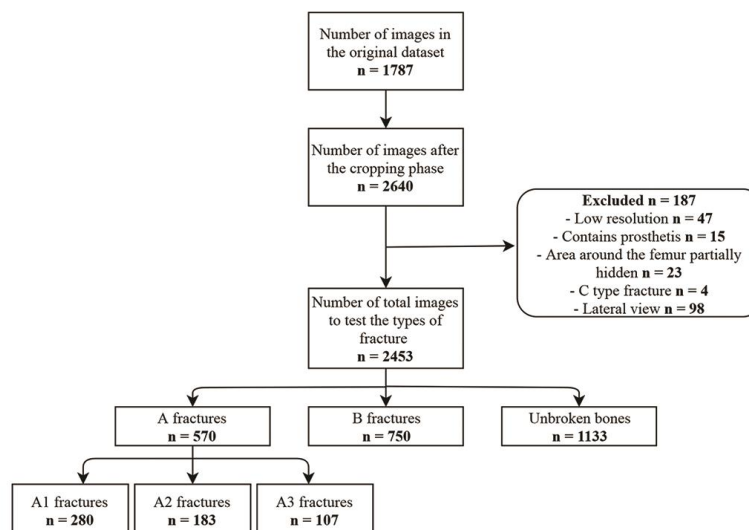 Number of images in
the original dataset
n = 1787
Number of images after
the cropping phase
n = 2640
Excluded n = 187
- Low resolution n = 47
- Contains prosthetis n = 15
- Area around the femur partially
hidden n = 23
- C type fracture n = 4
- Lateral view n = 98
Number of total images
to test the types of
fracture
n = 2453
A fractures
n = 570
B fractures
n = 750
Unbroken bones
n = 1133
A1 fractures
n = 280
A2 fractures
n = 183
A3 fractures
n = 107